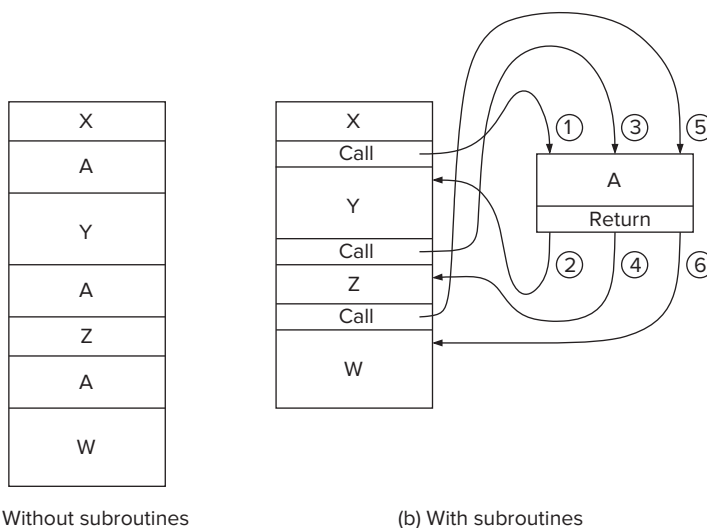 X
A
Y
A
Z
A
W
Without subroutines
X
Call
Y
Call
Z
Call
W
1
3
5
A
Return
2
4
6
(b) With subroutines